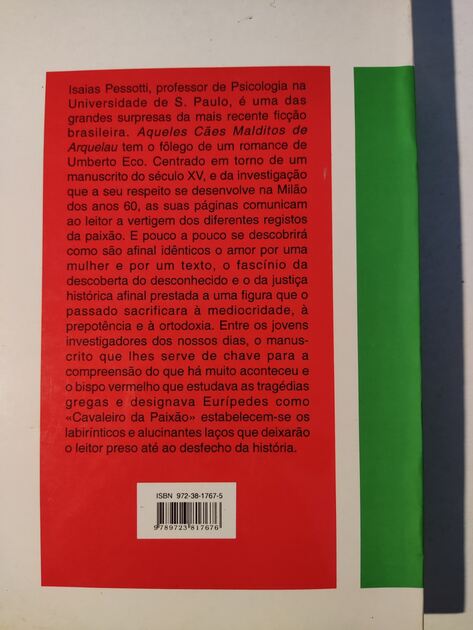 Isaias Pessotti, professor de Psicologia na
Universidade de S. Paulo, é uma das
grandes surpresas da mais recente ficção
brasileira. Aqueles Cães Malditos de
Arquelau tem o fôlego de um romance de
Umberto Eco. Centrado em torno de um
manuscrito do século XV, e da investigação
que a seu respeito se desenvolve na Milão
dos anos 60, as suas páginas comunicam
ao leitor a vertigem dos diferentes registos
da paixão. E pouco a pouco se descobrirá
como são afinal idênticos o amor por uma
mulher e por um texto, o fascínio da
descoberta do desconhecido e o da justiça
histórica afinal prestada a uma figura que o
passado sacrificara à mediocridade, à
prepotência e à ortodoxia. Entre os jovens
investigadores dos nossos dias, o manus-
crito que lhes serve de chave para a
compreensão do que há muito aconteceu e
o bispo vermelho que estudava as tragédias
gregas e designava Eurípedes como
«Cavaleiro da Paixão» estabelecem-se os
labirínticos e alucinantes laços que deixarão
o leitor preso até ao desfecho da história.
ISBN 972-38-1767-5
9789723817676